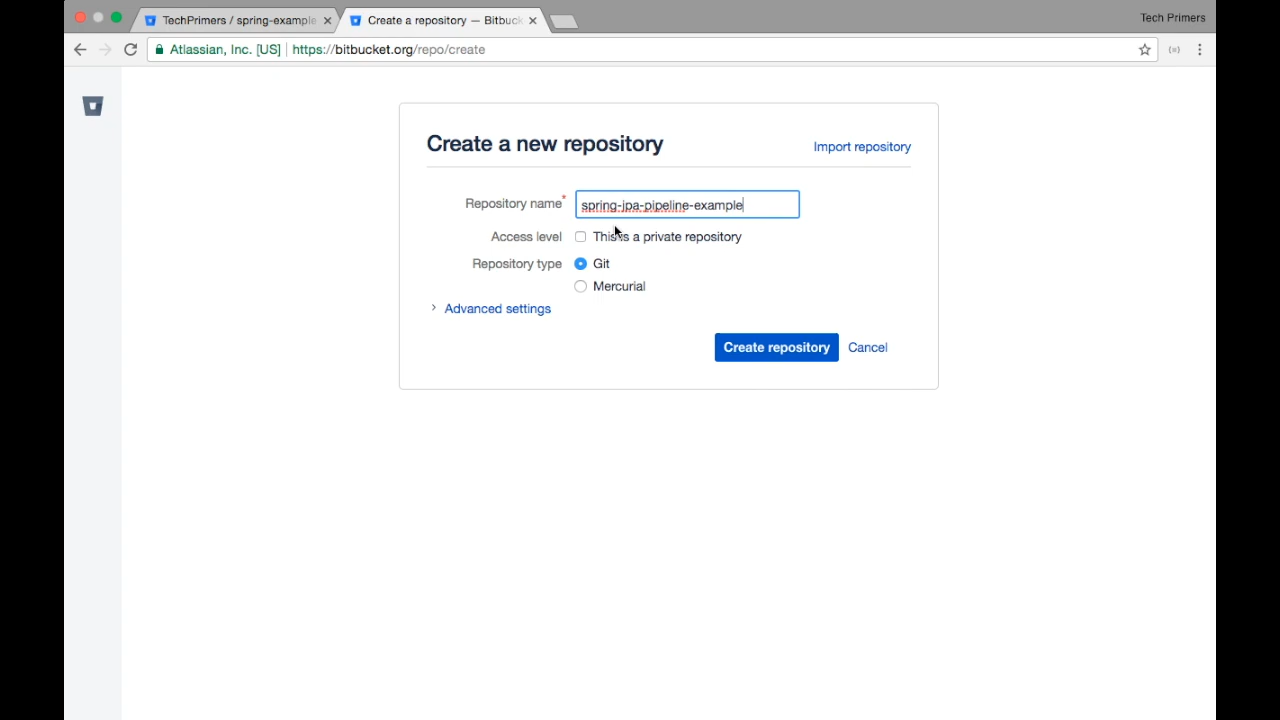 TechPrimers / spring-example
Create a repository — Bitbuck
Tech Primers
Atlassian, Inc. [US] https://bitbucket.org/repo/create
Create a new repository
Import repository
Repository name*
spring-jpa-pipeline-example
Access level
This is a private repository
Repository type
Git
Mercurial
Advanced settings
Create repository
Cancel